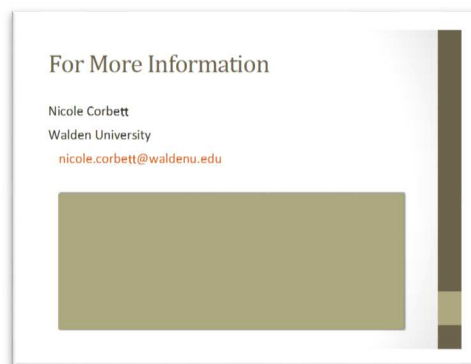 For More Information
Nicole Corbett
Walden University
nicole.corbett@waldenu.edu